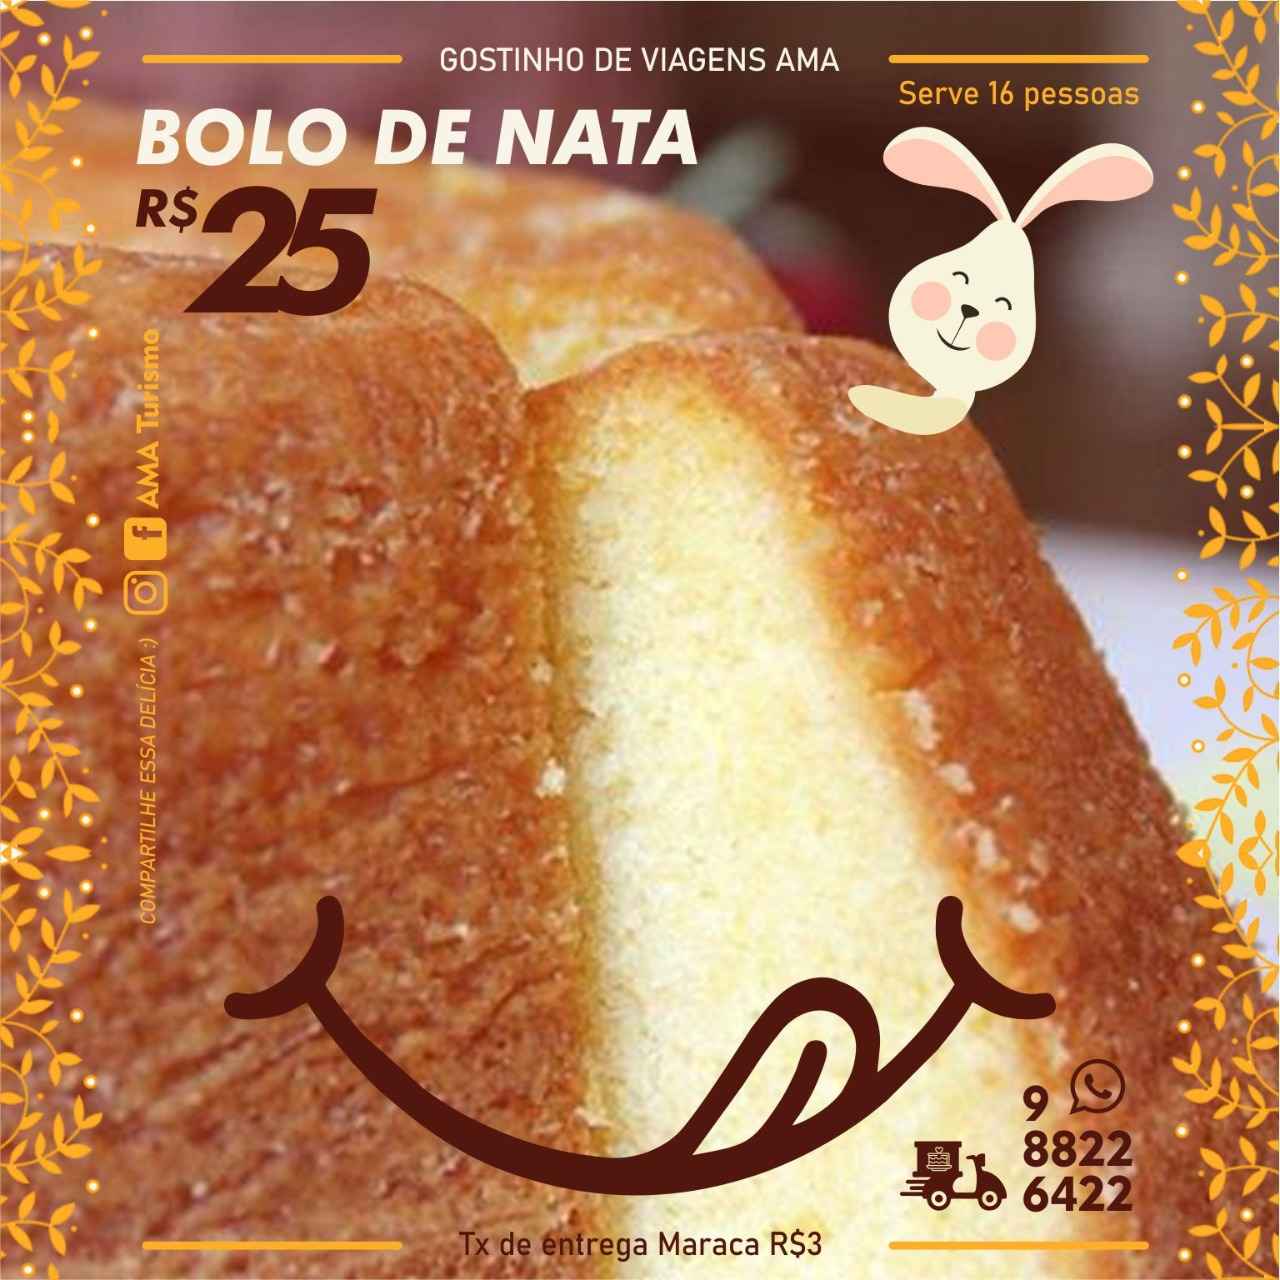 GOSTINHO DE VIAGENS AMA
Serve 16 pessoas
BOLO DE NATA
R$25
AMA Turismo
COMPARTILHE ESSA DELÍCIA :)
9
8822
6422
Tx de entrega Maraca R$3